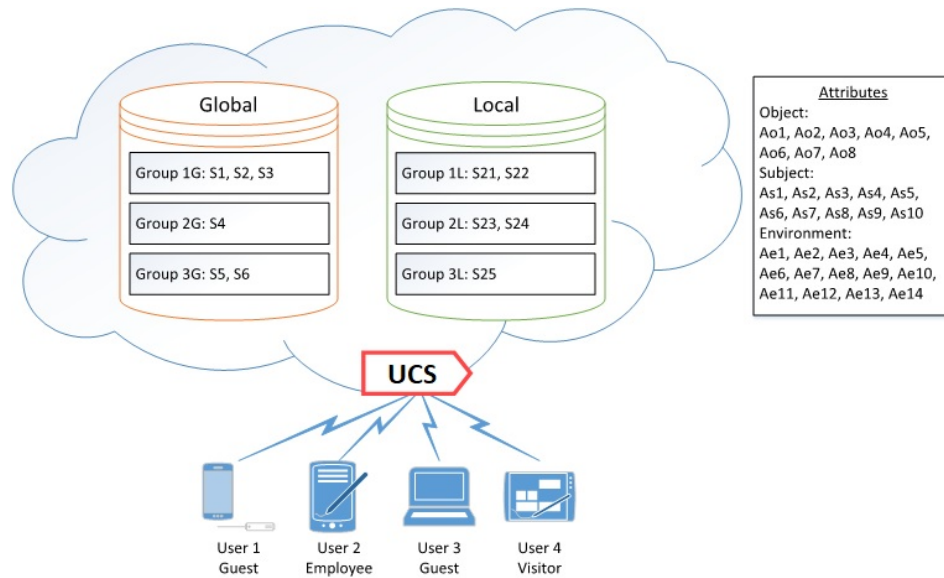 Global
Group 1G: S1, S2, S3
Group 2G: S4
Group 3G: S5, S6
Local
Group 1L: S21, S22
Group 2L: S23, S24
Group 3L: S25
Attributes
Object:
Ao1, Ao2, Ao3, Ao4, Ao5,
Ao6, Ao7, Ao8
Subject:
As1, As2, As3, As4, As5,
As6, As7, As8, As9, As10
Environment:
Ae1, Ae2, Ae3, Ae4, Ae5,
Ae6, Ae7, Ae8, Ae9, Ae10,
Ae11, Ae12, Ae13, Ae14
UCS
User 1
Guest
User 2
Employee
User 3
Guest
User 4
Visitor